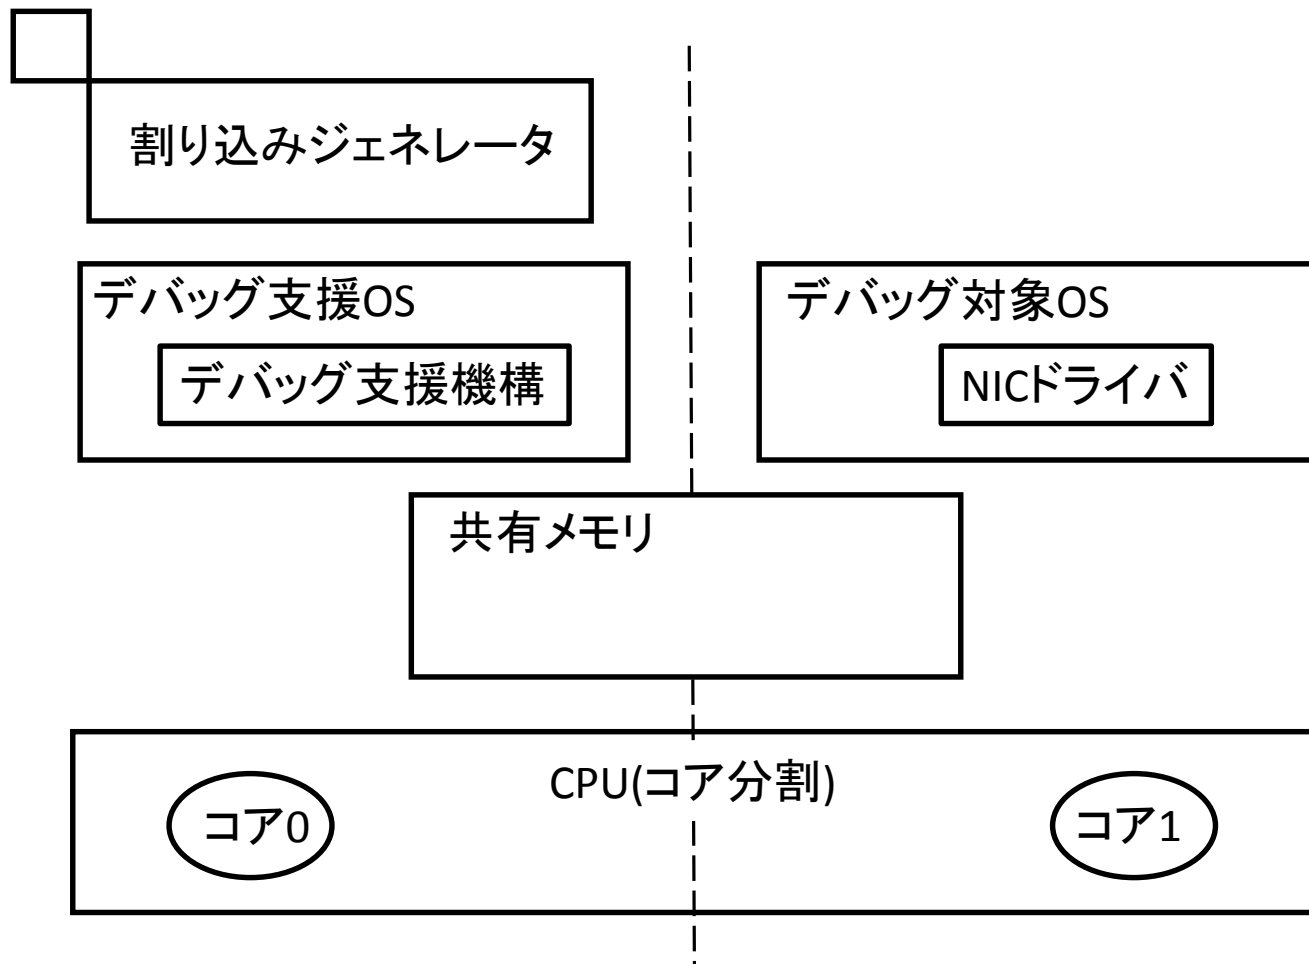 割り込みジェネレータ
デバッグ支援OS
デバッグ支援機構
デバッグ対象OS
NICドライバ
共有メモリ
CPU(コア分割)
コア0
コア1